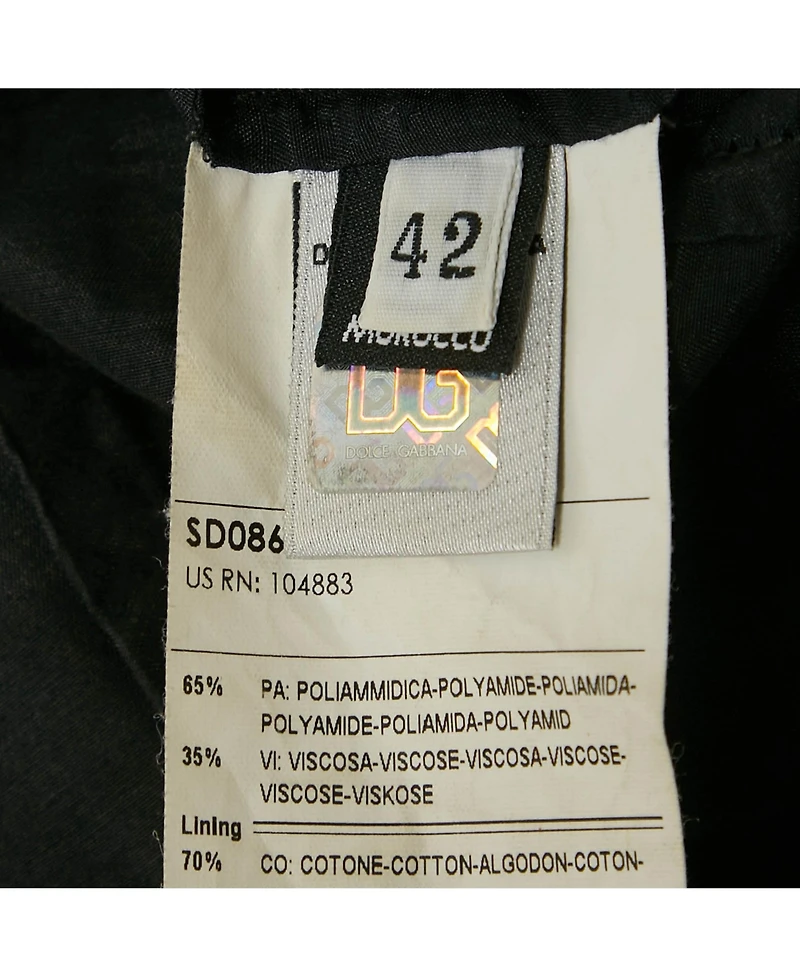 42
MOROCCO
DG
DOLCE & GABBANA
SD086
US RN: 104883
65% PA: POLIAMMIDICA-POLYAMIDE-POLIAMIDA-
POLYAMIDE-POLIAMIDA-POLYAMID
35% VI: VISCOSA-VISCOSE-VISCOSA-VISCOSE-
VISCOSE-VISKOSE
Lining
70% CO: COTONE-COTTON-ALGODON-COTON-